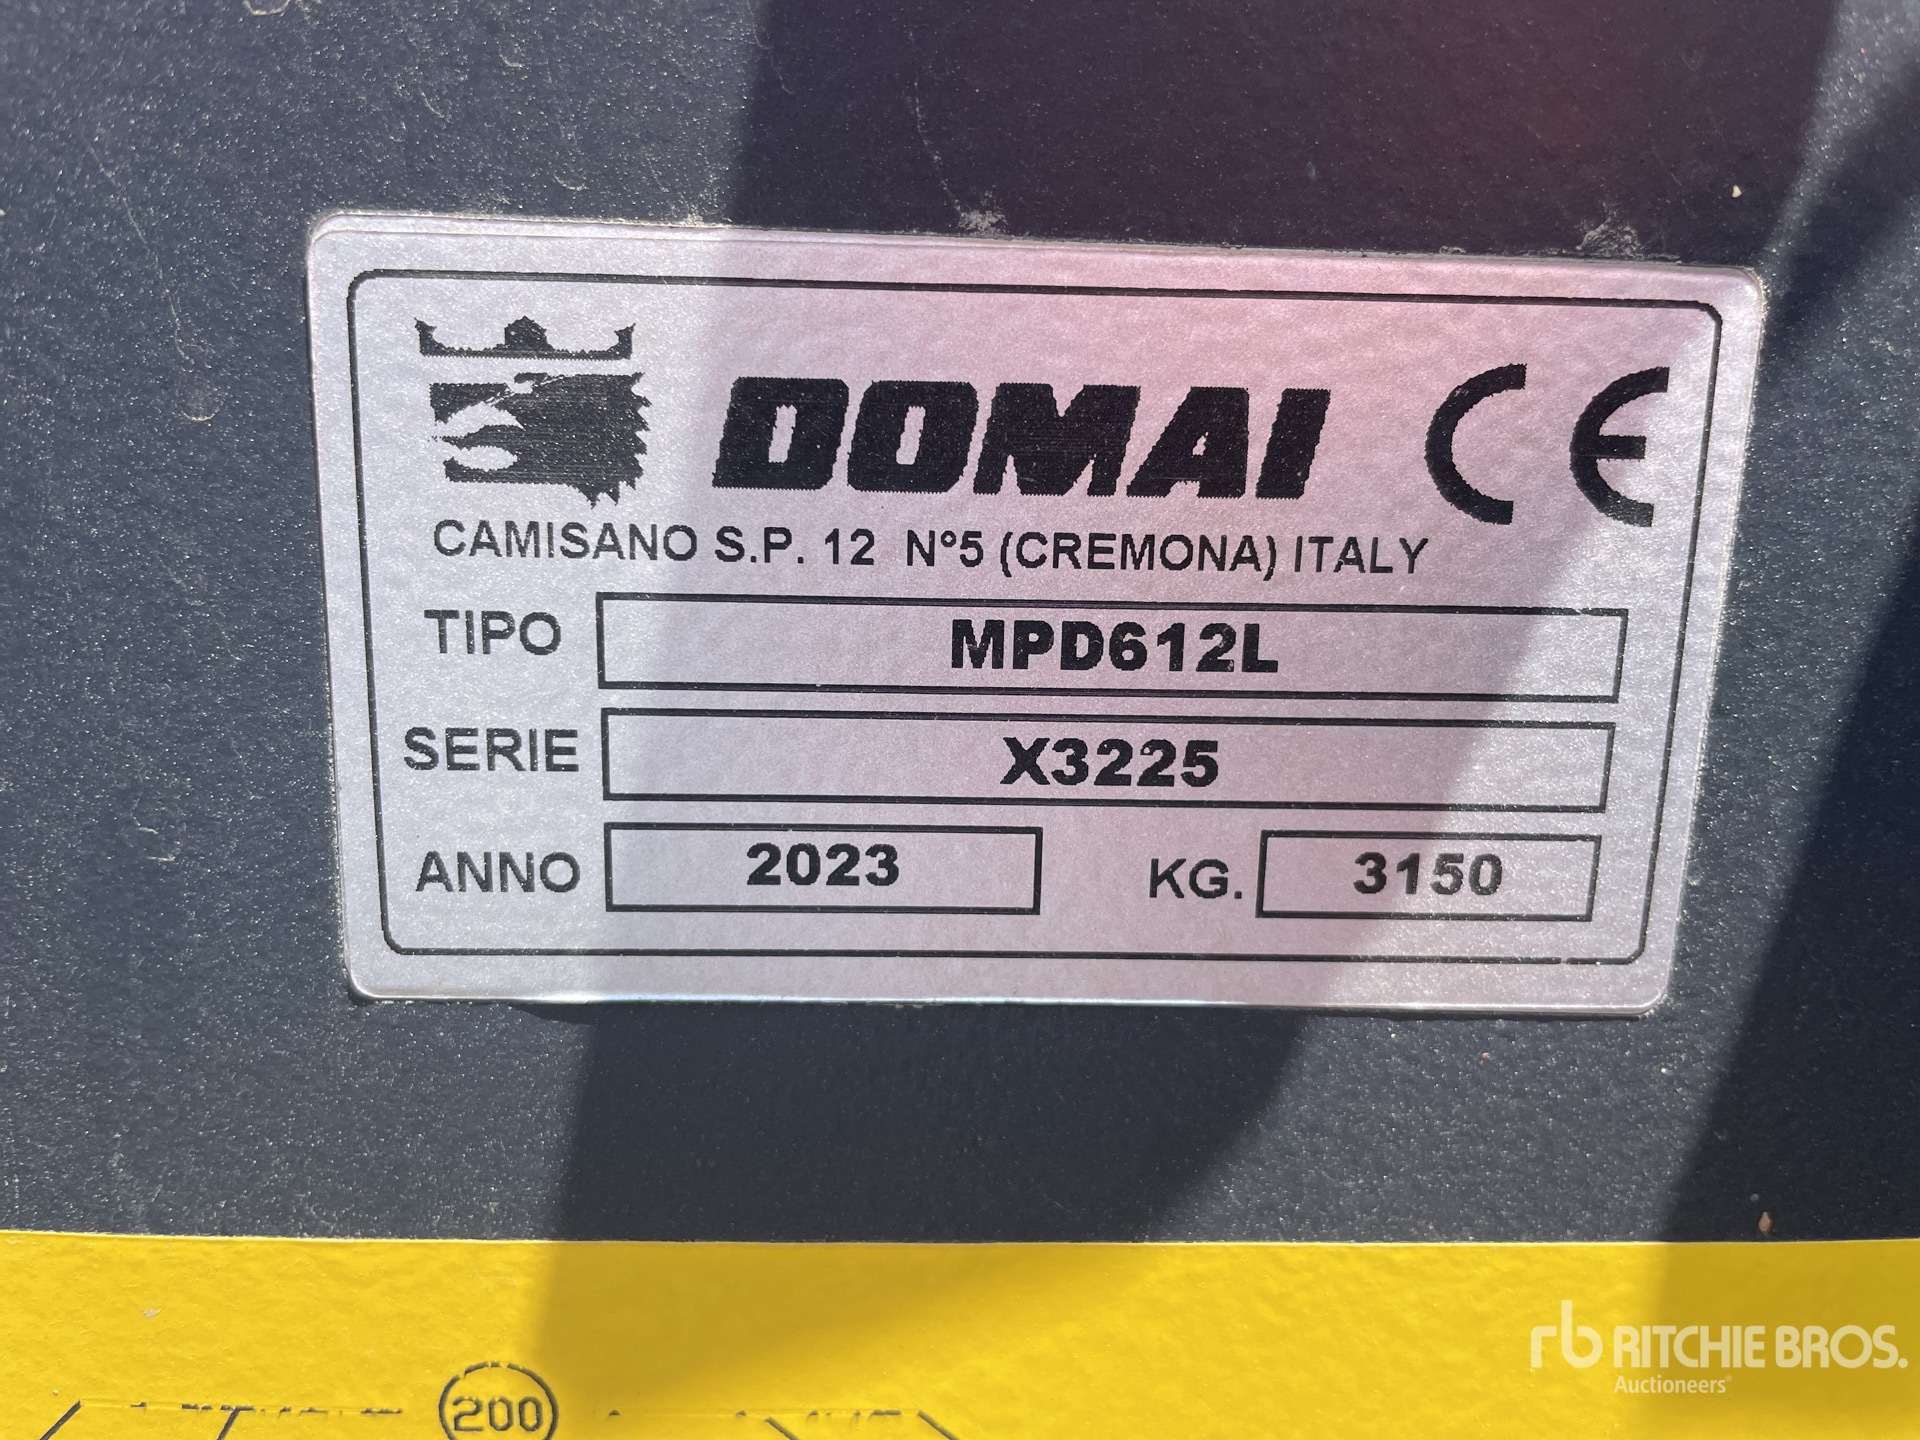 DOMAI CE
CAMISANO S.P. 12 N°5 (CREMONA) ITALY
TIPO MPD612L
SERIE X3225
ANNO 2023 KG. 3150
200
rb RITCHIE BROS.
Auctioneers